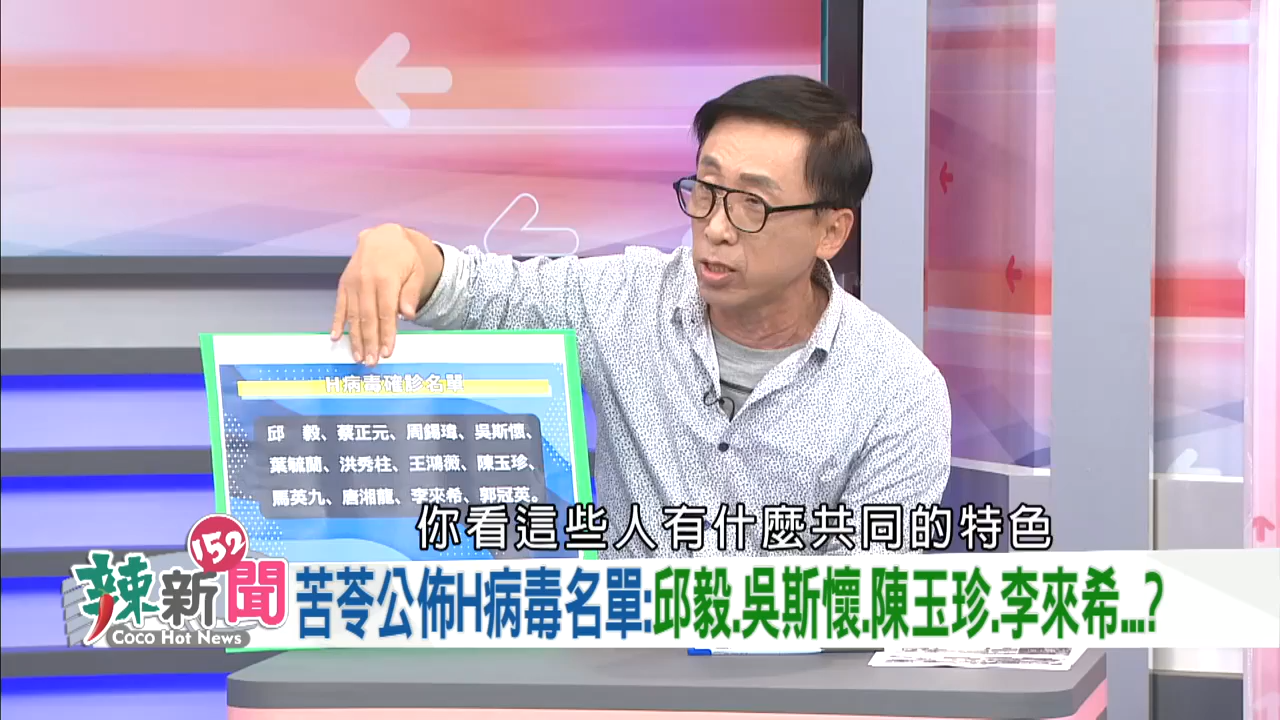 H病毒確診名單
邱 毅、蔡正元、周錫瑋、吳斯懷、
葉毓蘭、洪秀柱、王鴻薇、陳玉珍、
馬英九、唐湘龍、李來希、郭冠英。
你看這些人有什麼共同的特色
152
辣新聞
Coco Hot News
苦苓公佈H病毒名單:邱毅.吳斯懷.陳玉珍.李來希...?